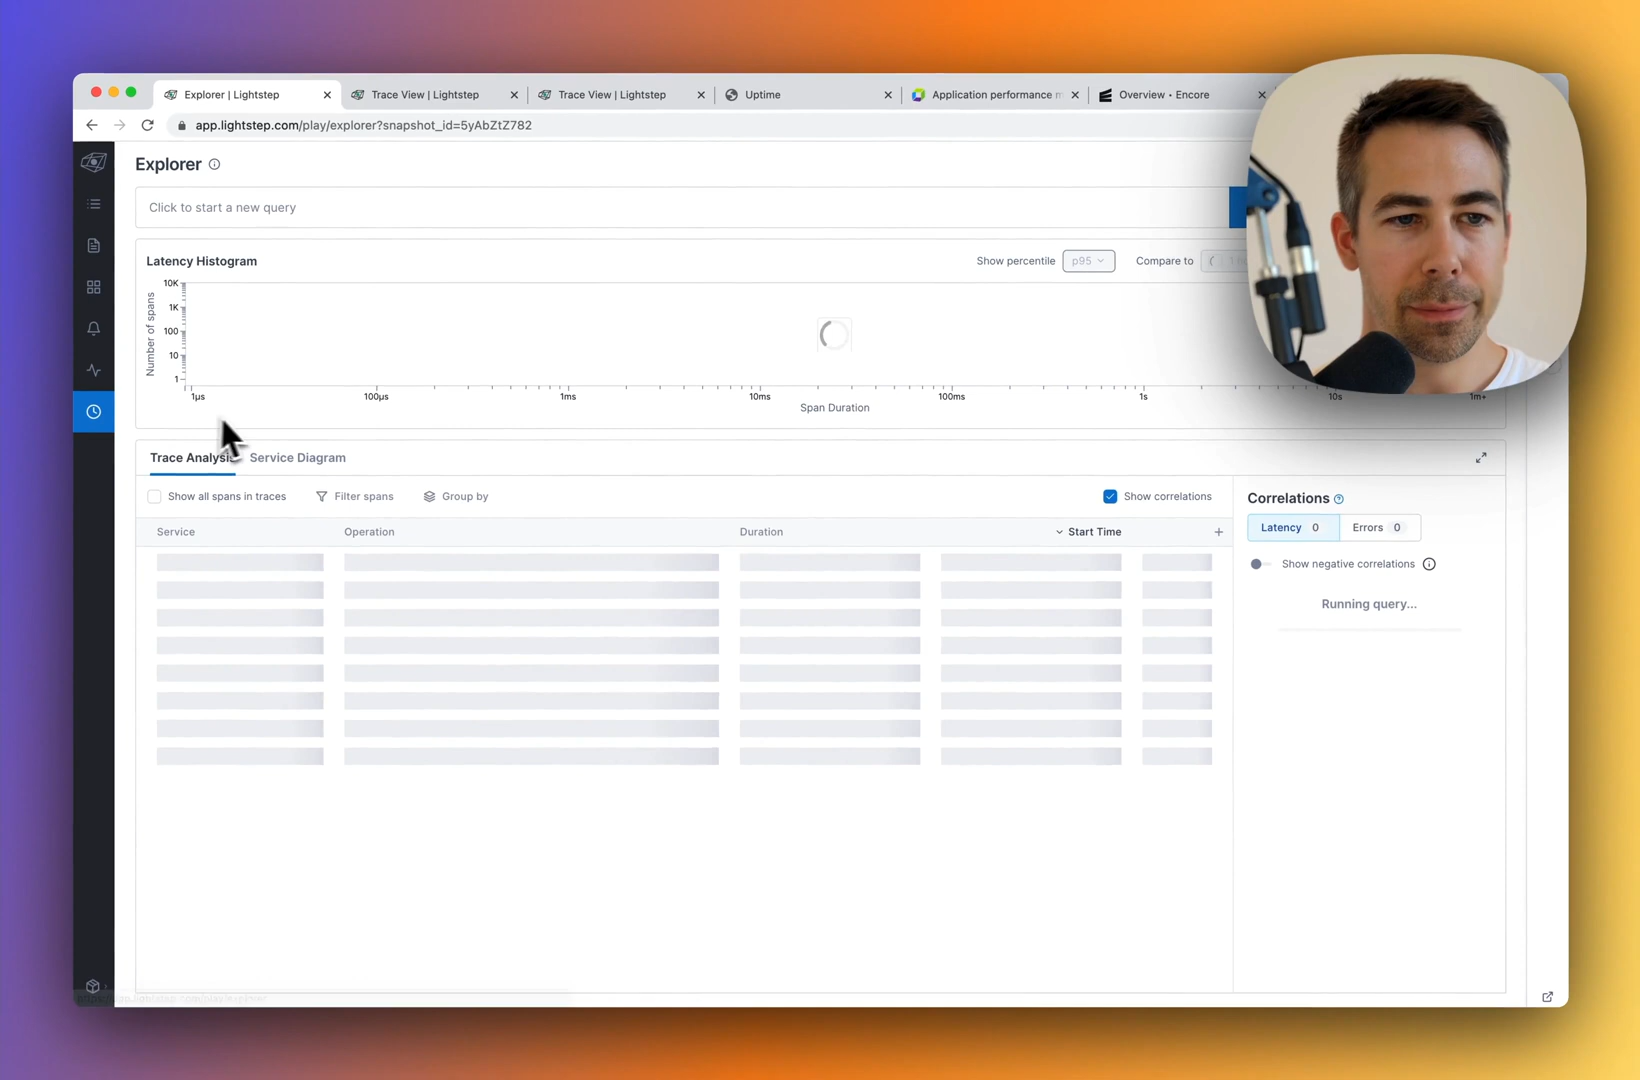 Explorer | Lightstep
Trace View | Lightstep
Trace View | Lightstep
Uptime
Application performance m
Overview • Encore
app.lightstep.com/play/explorer?snapshot_id=5yAbZtZ782
Explorer
Click to start a new query
Latency Histogram
Show percentile
p95
Compare to
Number of spans
10K
1K
100
10
1
1µs
100µs
1ms
10ms
100ms
1s
10s
1m+
Span Duration
Trace Analysis
Service Diagram
Show all spans in traces
Filter spans
Group by
Show correlations
Service
Operation
Duration
Start Time
Correlations
Latency 0
Errors 0
Show negative correlations
Running query...